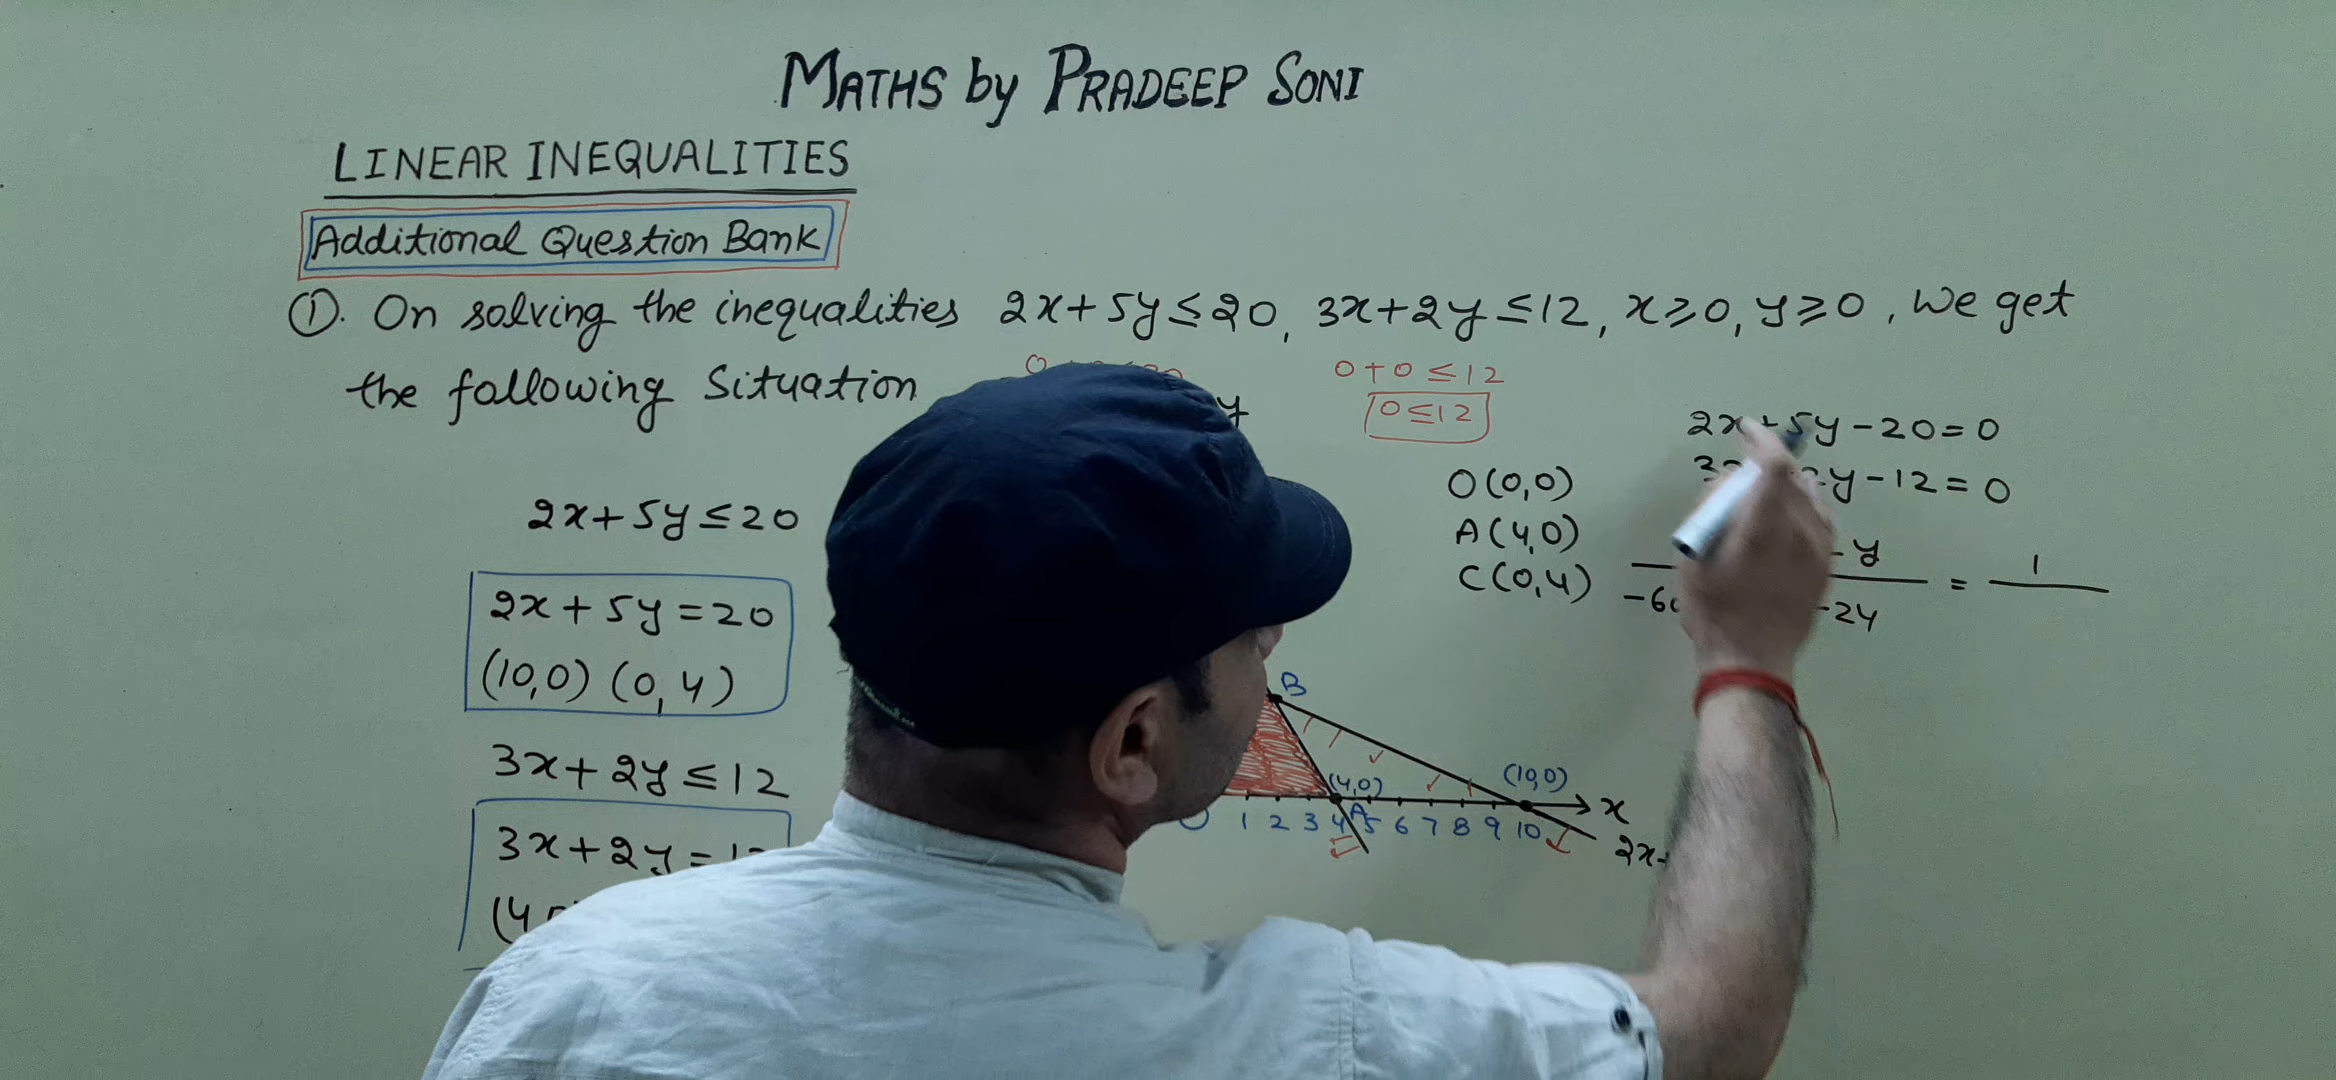 MATHS by PRADEEP SONI
LINEAR INEQUALITIES
Additional Question Bank
①. On solving the inequalities 2x+5y≤20, 3x+2y≤12, x≥0, y≥0, we get
the following Situation
0+0≤12
0≤12
y
2x+5y≤20
2x+5y=20
(10,0) (0,4)
3x+2y≤12
3x+2y=
(4
O(0,0)
A(4,0)
C(0,4)
2x+5y-20=0
y-12=0
-y = 1
-24
B
(4,0)
(10,0)
x
A
1 2 3 4 5 6 7 8 9 10
2x